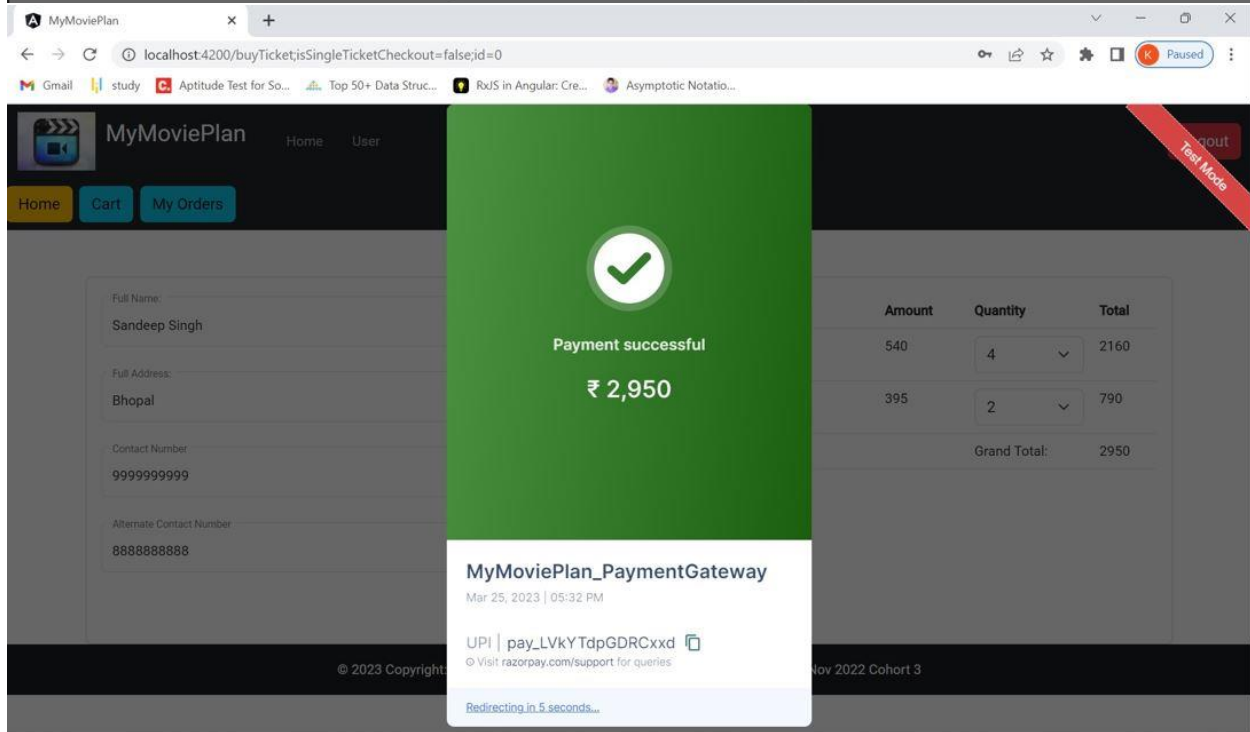 MyMoviePlan
localhost:4200/buyTicket;isSingleTicketCheckout=false;id=0
K Paused
Gmail study Aptitude Test for So... Top 50+ Data Struc... RxJS in Angular: Cre... Asymptotic Notatio...
MyMoviePlan Home User
Test Mode
Home Cart My Orders
Full Name:
Sandeep Singh
Full Address:
Bhopal
Contact Number
9999999999
Alternate Contact Number
8888888888
Payment successful
₹ 2,950
MyMoviePlan_PaymentGateway
Mar 25, 2023 | 05:32 PM
UPI | pay_LVkYTdpGDRCxxd
Visit razorpay.com/support for queries
Redirecting in 5 seconds...
Amount Quantity Total
540 4 2160
395 2 790
Grand Total: 2950
© 2023 Copyright:
Nov 2022 Cohort 3